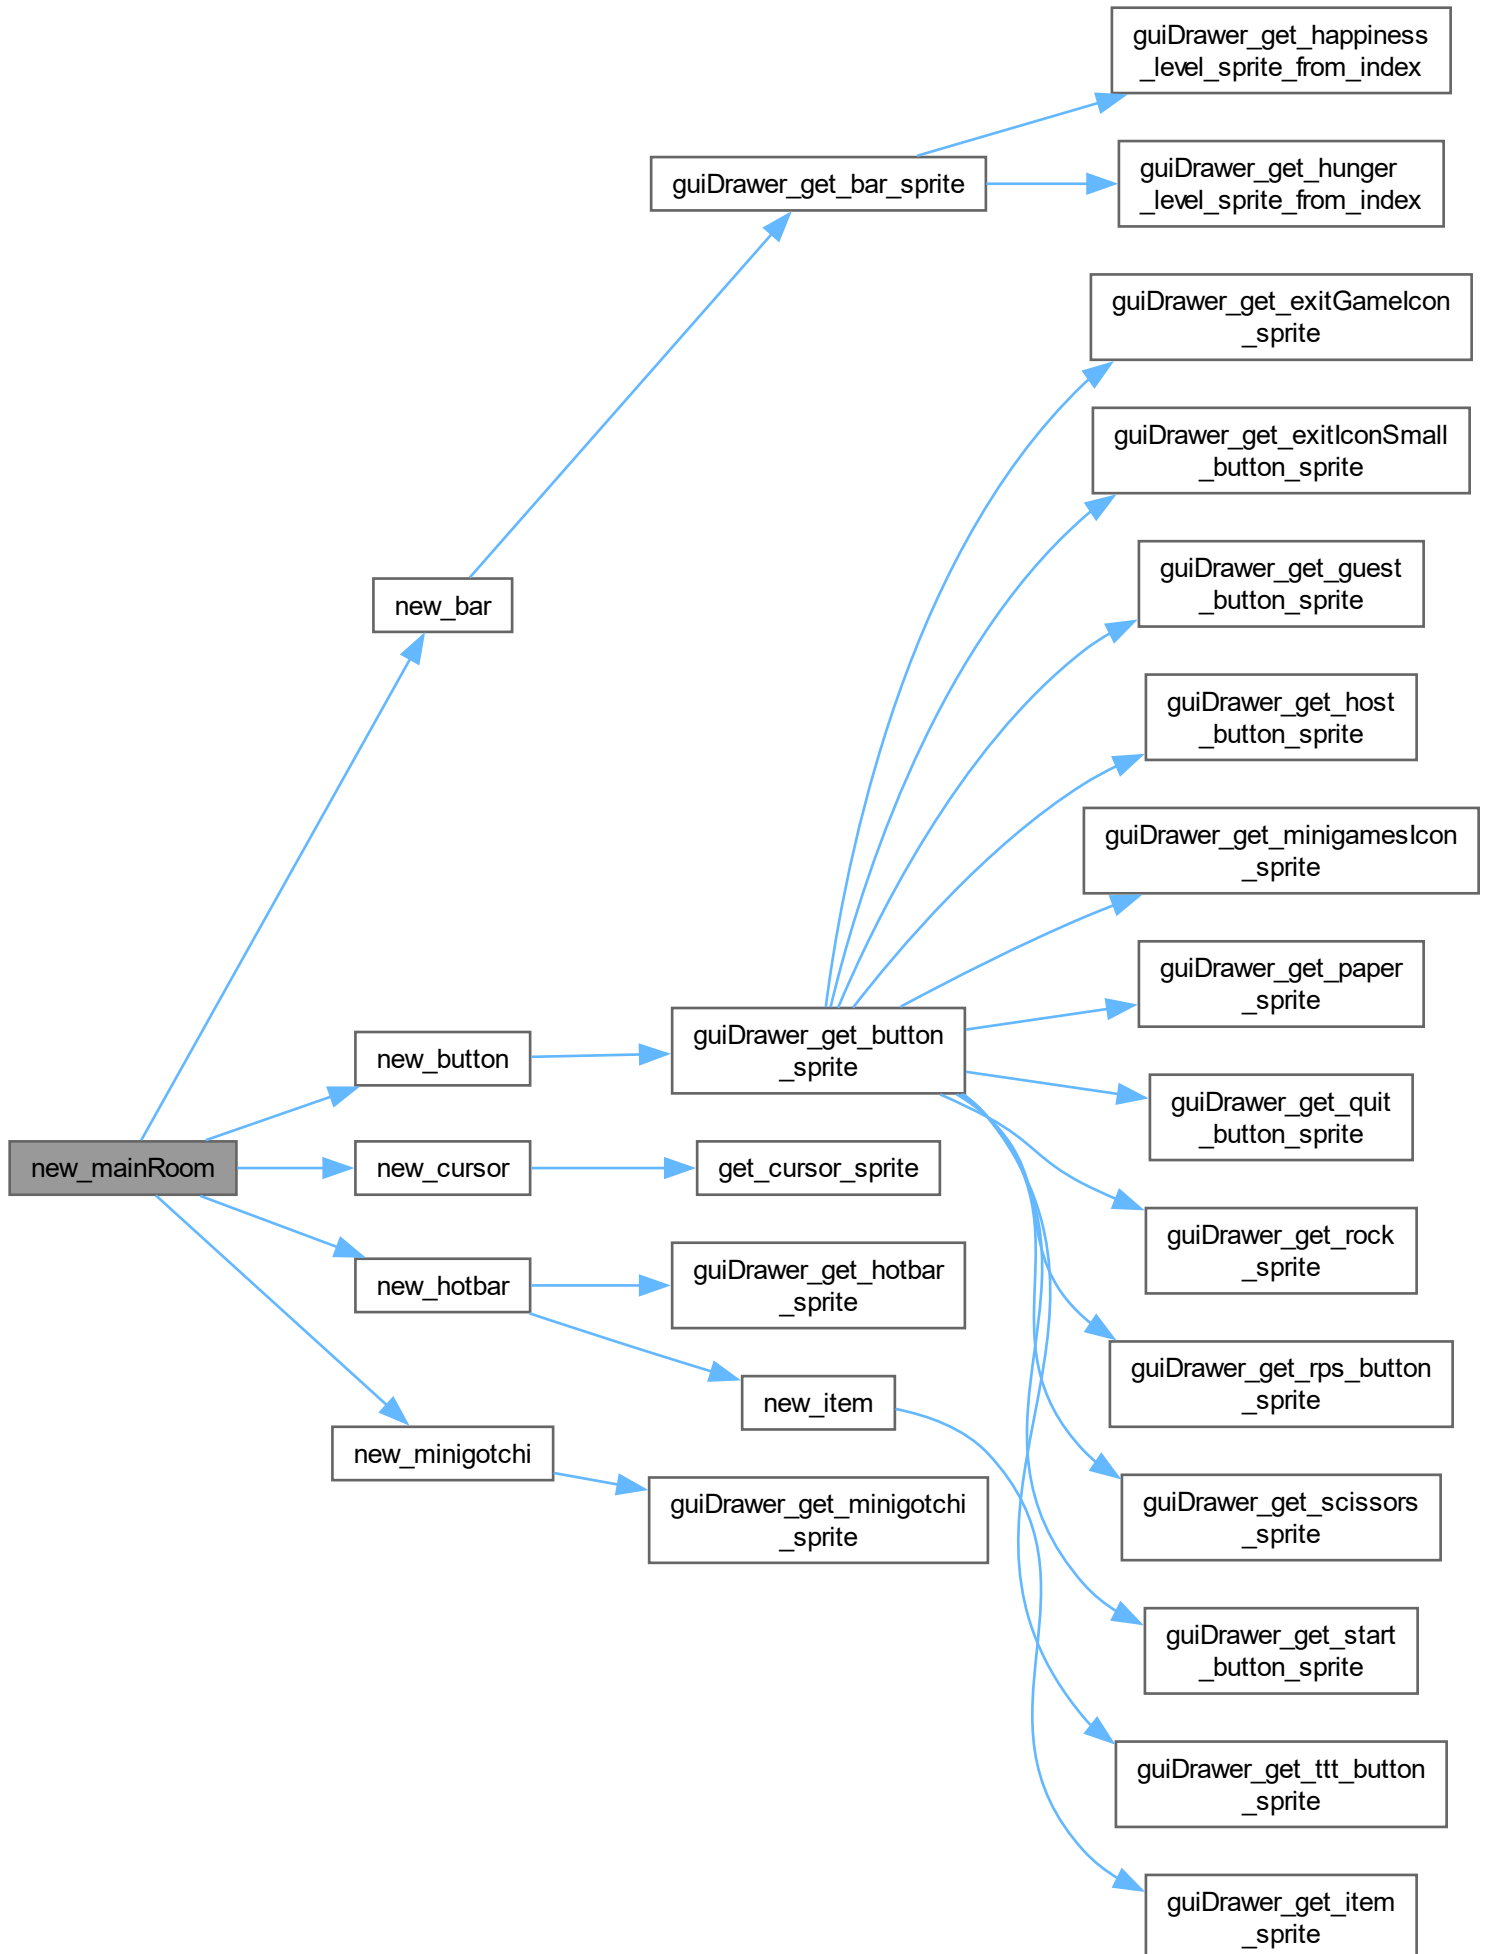 guiDrawer_get_happiness
_level_sprite_from_index
guiDrawer_get_hunger
_level_sprite_from_index
guiDrawer_get_bar_sprite
guiDrawer_get_exitGameIcon
_sprite
guiDrawer_get_exitIconSmall
_button_sprite
guiDrawer_get_guest
_button_sprite
new_bar
guiDrawer_get_host
_button_sprite
guiDrawer_get_minigamesIcon
_sprite
guiDrawer_get_paper
_sprite
new_button
guiDrawer_get_button
_sprite
guiDrawer_get_quit
_button_sprite
new_mainRoom
new_cursor
get_cursor_sprite
guiDrawer_get_rock
_sprite
new_hotbar
guiDrawer_get_hotbar
_sprite
guiDrawer_get_rps_button
_sprite
new_item
new_minigotchi
guiDrawer_get_minigotchi
_sprite
guiDrawer_get_scissors
_sprite
guiDrawer_get_start
_button_sprite
guiDrawer_get_ttt_button
_sprite
guiDrawer_get_item
_sprite